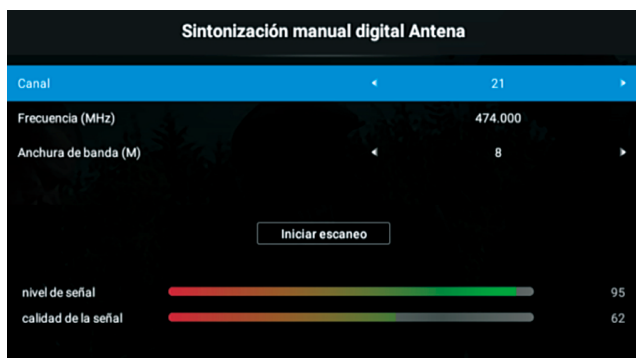 Sintonización manual digital Antena
Canal 21
Frecuencia (MHz) 474.000
Anchura de banda (M) 8
Iniciar escaneo
nivel de señal 95
calidad de la señal 62